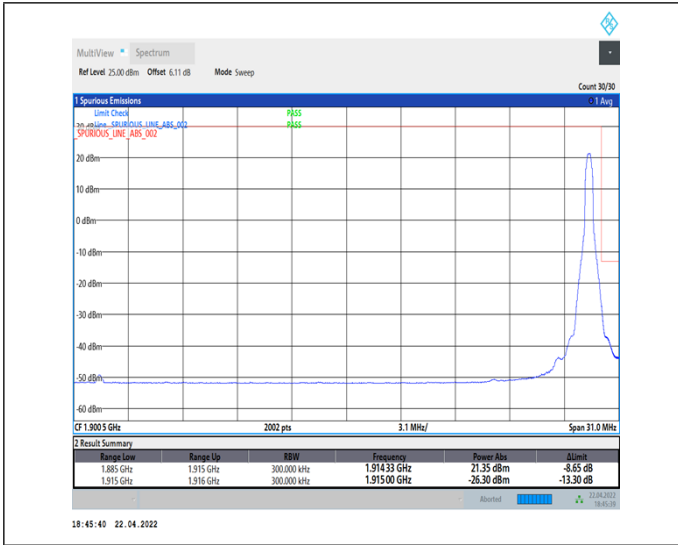 MultiView Spectrum
Ref Level 25.00 dBm Offset 6.11 dB Mode Sweep
Count 30/30
1 Spurious Emissions 1 Avg
Limit Check PASS
Line _SPURIOUS_LINE_ABS_002 PASS
_SPURIOUS_LINE_ABS_002
20 dBm
10 dBm
0 dBm
-10 dBm
-20 dBm
-30 dBm
-40 dBm
-50 dBm
-60 dBm
CF 1.900 5 GHz 2002 pts 3.1 MHz/ Span 31.0 MHz
2 Result Summary
Range Low Range Up RBW Frequency Power Abs ΔLimit
1.885 GHz 1.915 GHz 300.000 kHz 1.91433 GHz 21.35 dBm -8.65 dB
1.915 GHz 1.916 GHz 300.000 kHz 1.91500 GHz -26.30 dBm -13.30 dB
Aborted 22.04.2022
18:45:39
18:45:40 22.04.2022